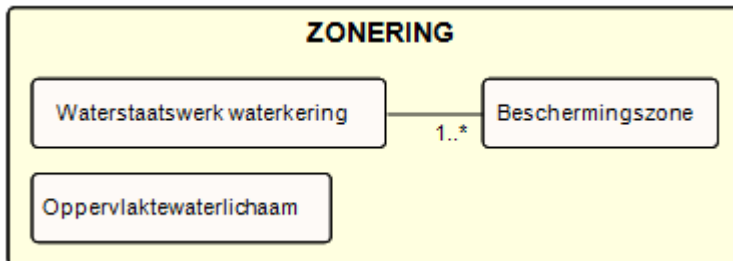 ZONERING
Waterstaatswerk waterkering
Beschermingszone
1..*
Oppervlaktewaterlichaam